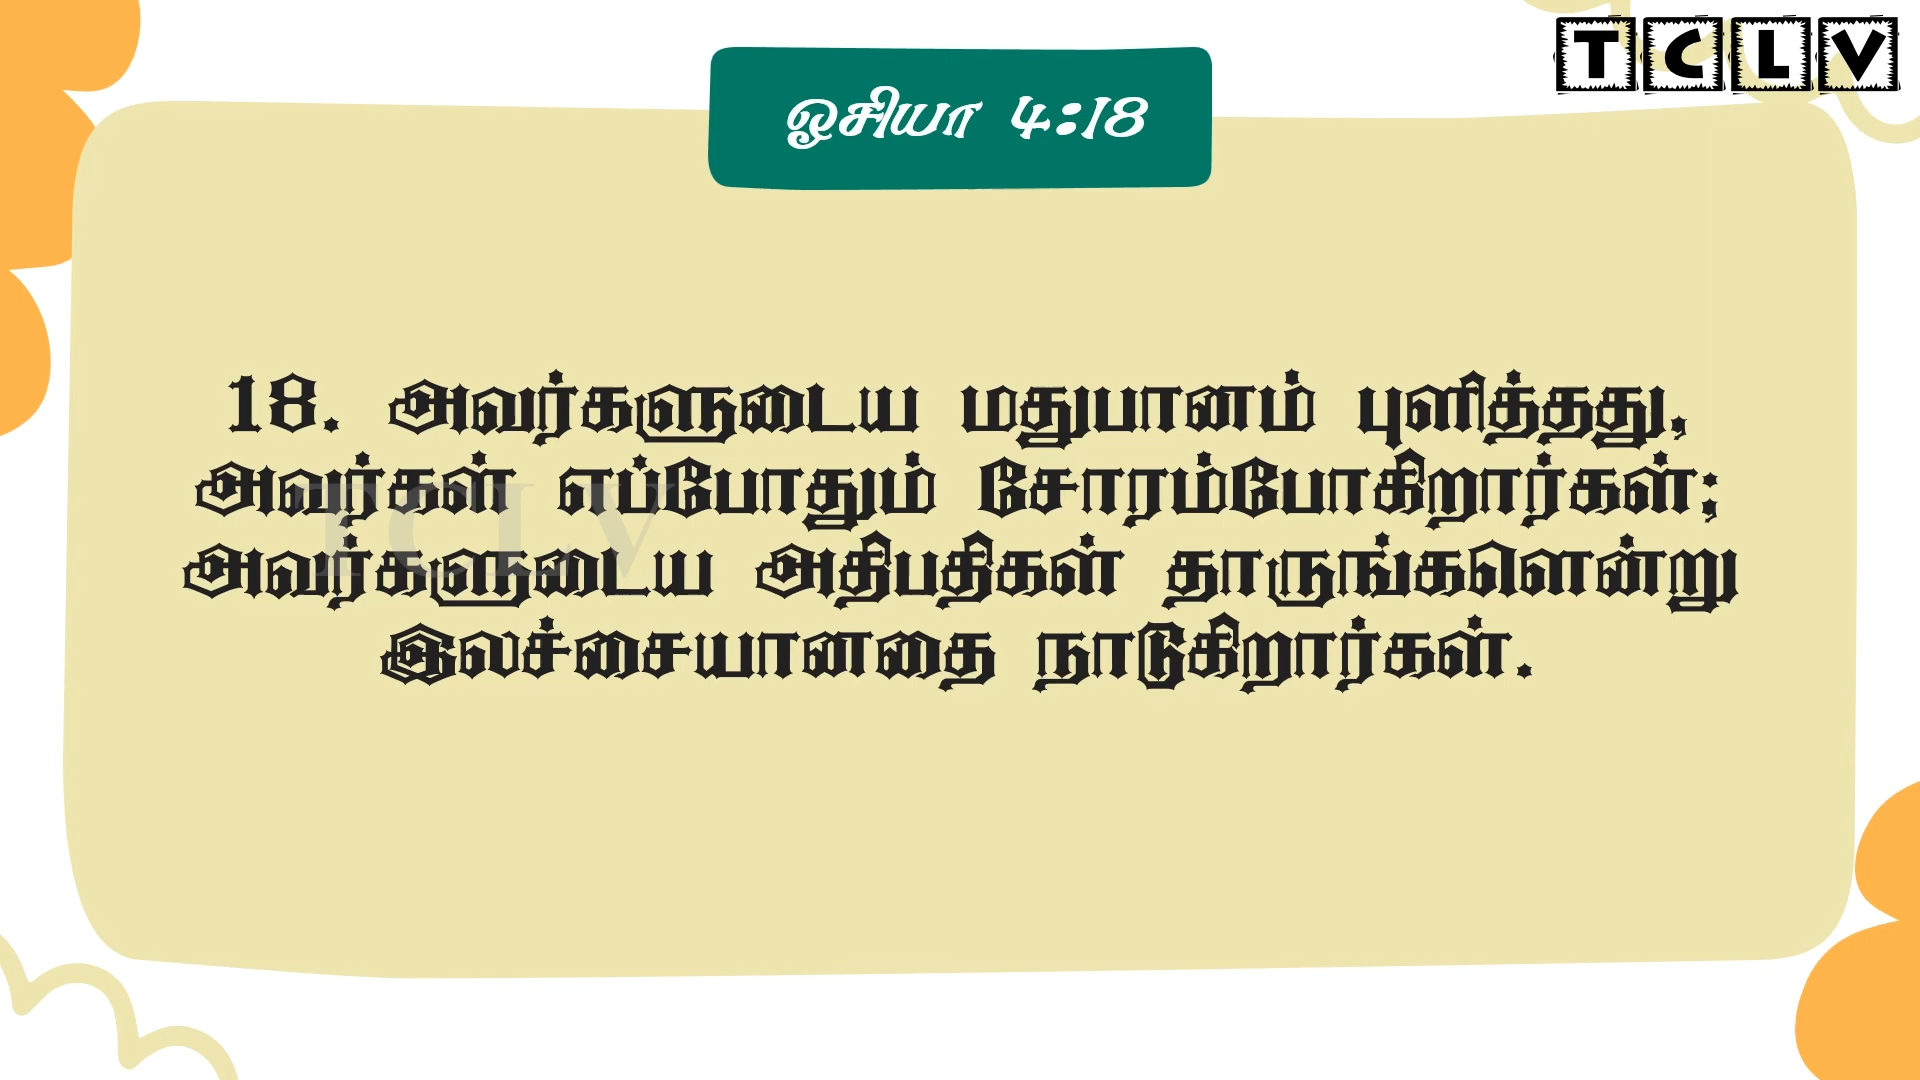 TCLV
ஓசியா 4:18
18. அவர்களுடைய மதுபானம் புளித்தது,
அவர்கள் எப்போதும் சோரம்போகிறார்கள்;
அவர்களுடைய அதிபதிகள் தாருங்களென்று
இலச்சையானதை நாடுகிறார்கள்.
TCLV